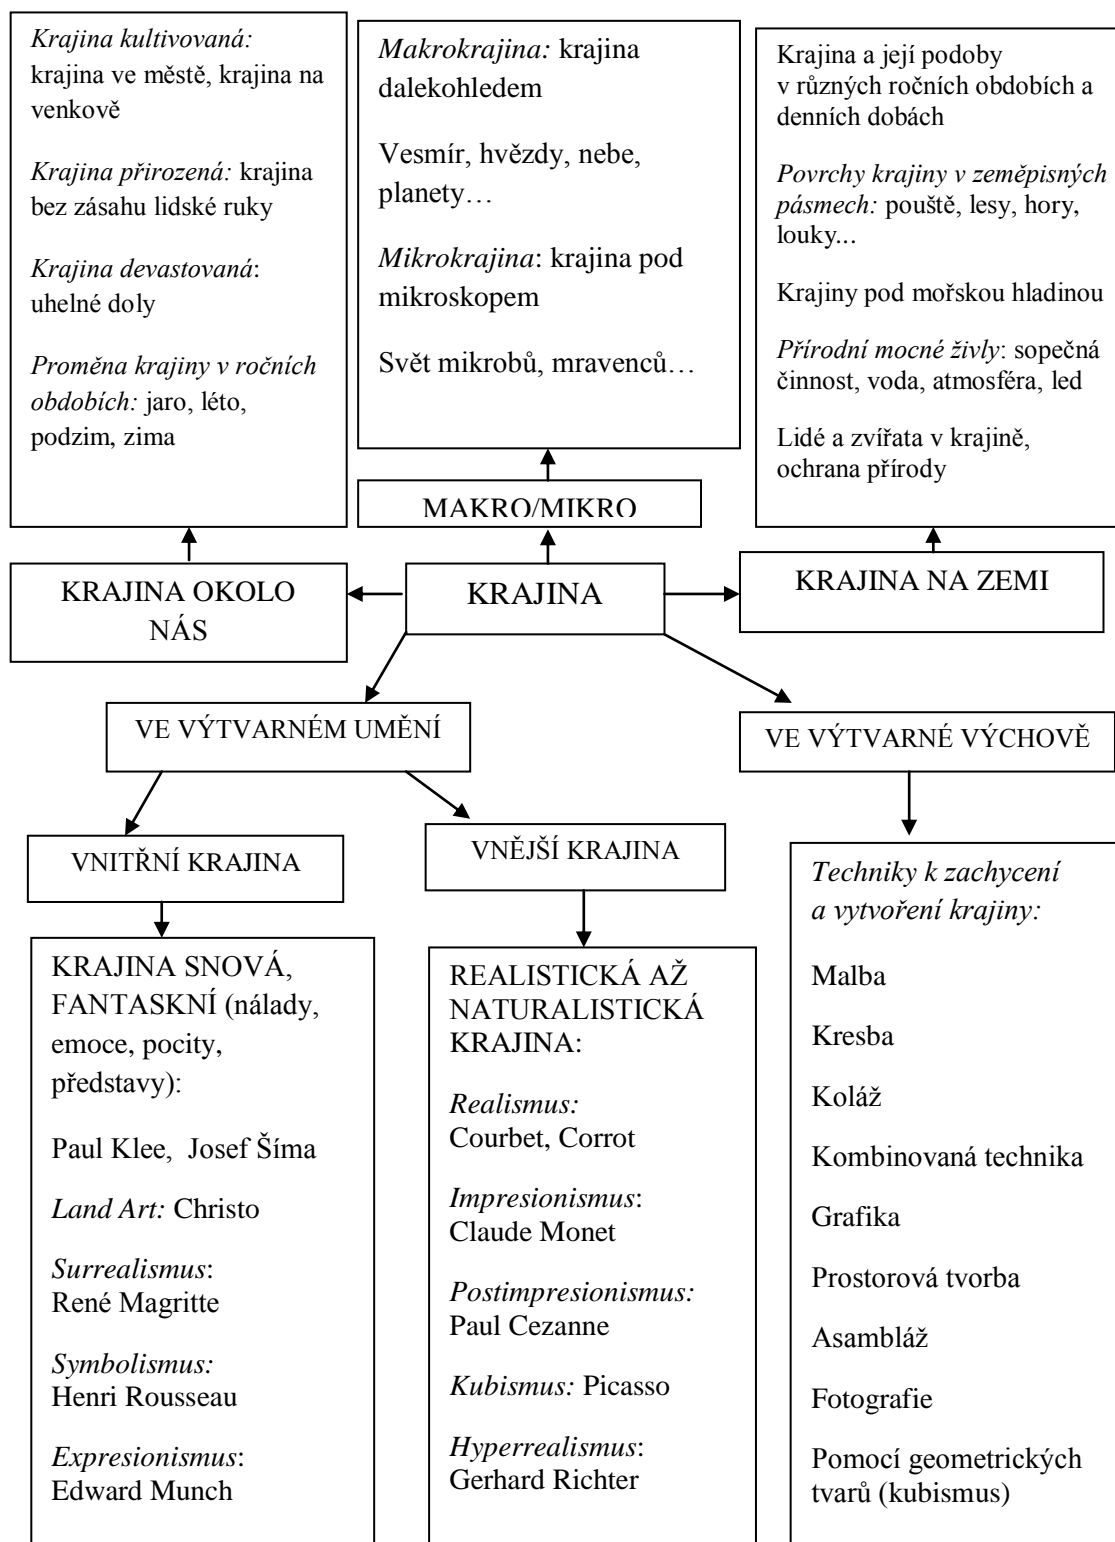 Krajina kultivovaná:
krajina ve městě, krajina na
venkově
Krajina přirozená: krajina
bez zásahu lidské ruky
Krajina devastovaná:
uhelné doly
Proměna krajiny v ročních
obdobích: jaro, léto,
podzim, zima
Makrokrajina: krajina
dalekohledem
Vesmír, hvězdy, nebe,
planety…
Mikrokrajina: krajina pod
mikroskopem
Svět mikrobů, mravenců…
Krajina a její podoby
v různých ročních obdobích a
denních dobách
Povrchy krajiny v zeměpisných
pásmech: pouště, lesy, hory,
louky...
Krajiny pod mořskou hladinou
Přírodní mocné živly: sopečná
činnost, voda, atmosféra, led
Lidé a zvířata v krajině,
ochrana přírody
MAKRO/MIKRO
KRAJINA OKOLO
NÁS
KRAJINA
KRAJINA NA ZEMI
VE VÝTVARNÉM UMĚNÍ
VE VÝTVARNÉ VÝCHOVĚ
VNITŘNÍ KRAJINA
VNĚJŠÍ KRAJINA
KRAJINA SNOVÁ,
FANTASKNÍ (nálady,
emoce, pocity,
představy):
Paul Klee, Josef Šíma
Land Art: Christo
Surrealismus:
René Magritte
Symbolismus:
Henri Rousseau
Expresionismus:
Edward Munch
REALISTICKÁ AŽ
NATURALISTICKÁ
KRAJINA:
Realismus:
Courbet, Corrot
Impresionismus:
Claude Monet
Postimpresionismus:
Paul Cezanne
Kubismus: Picasso
Hyperrealismus:
Gerhard Richter
Techniky k zachycení
a vytvoření krajiny:
Malba
Kresba
Koláž
Kombinovaná technika
Grafika
Prostorová tvorba
Asambláž
Fotografie
Pomocí geometrických
tvarů (kubismus)